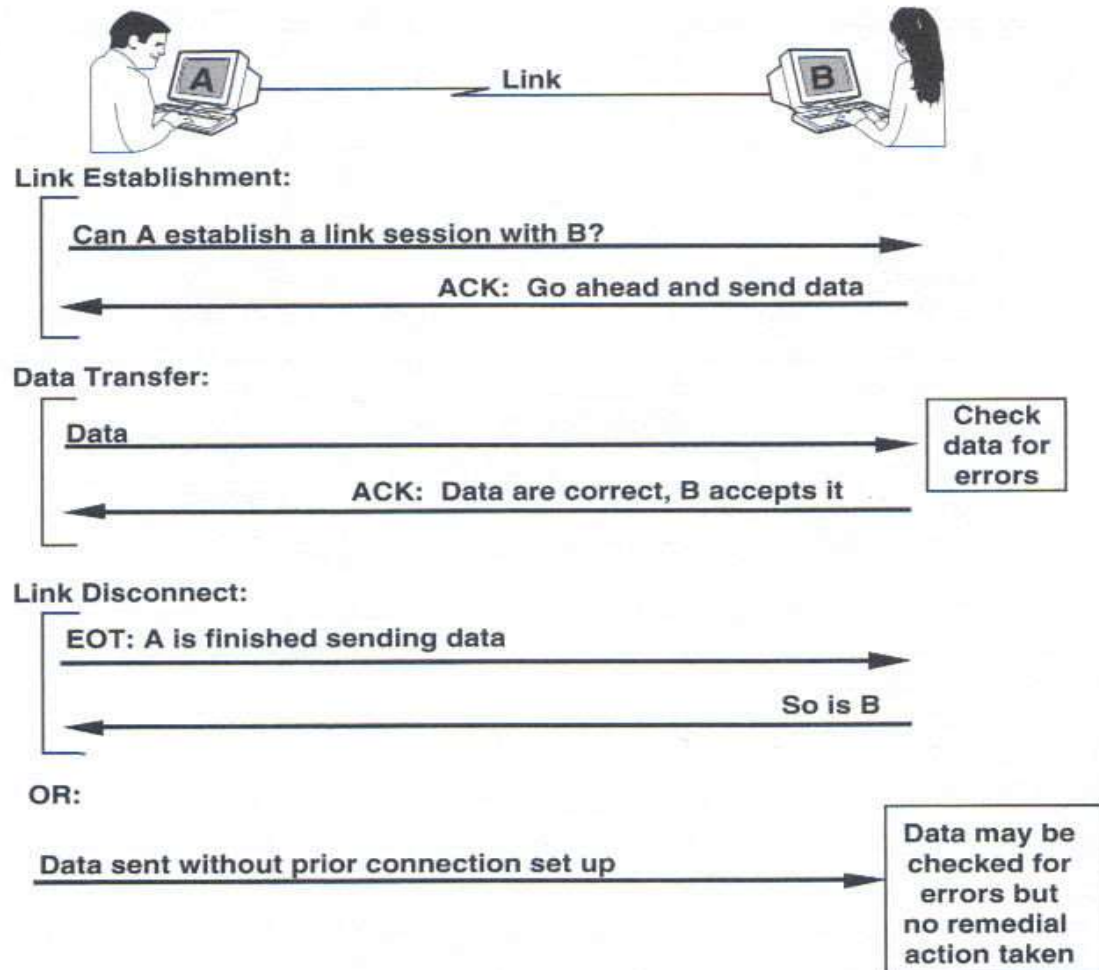 A
Link
B
Link Establishment:
Can A establish a link session with B?
ACK: Go ahead and send data
Data Transfer:
Data
Check
data for
errors
ACK: Data are correct, B accepts it
Link Disconnect:
EOT: A is finished sending data
So is B
OR:
Data sent without prior connection set up
Data may be
checked for
errors but
no remedial
action taken